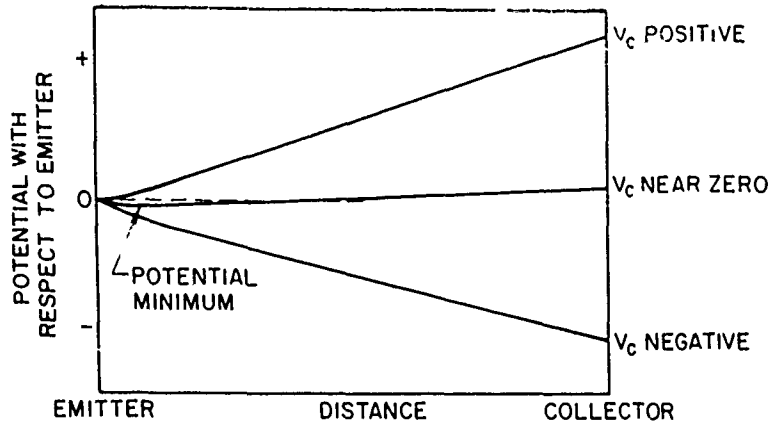 POTENTIAL WITH
RESPECT TO EMITTER
+
0
−
V_C POSITIVE
V_C NEAR ZERO
V_C NEGATIVE
POTENTIAL
MINIMUM
EMITTER
DISTANCE
COLLECTOR